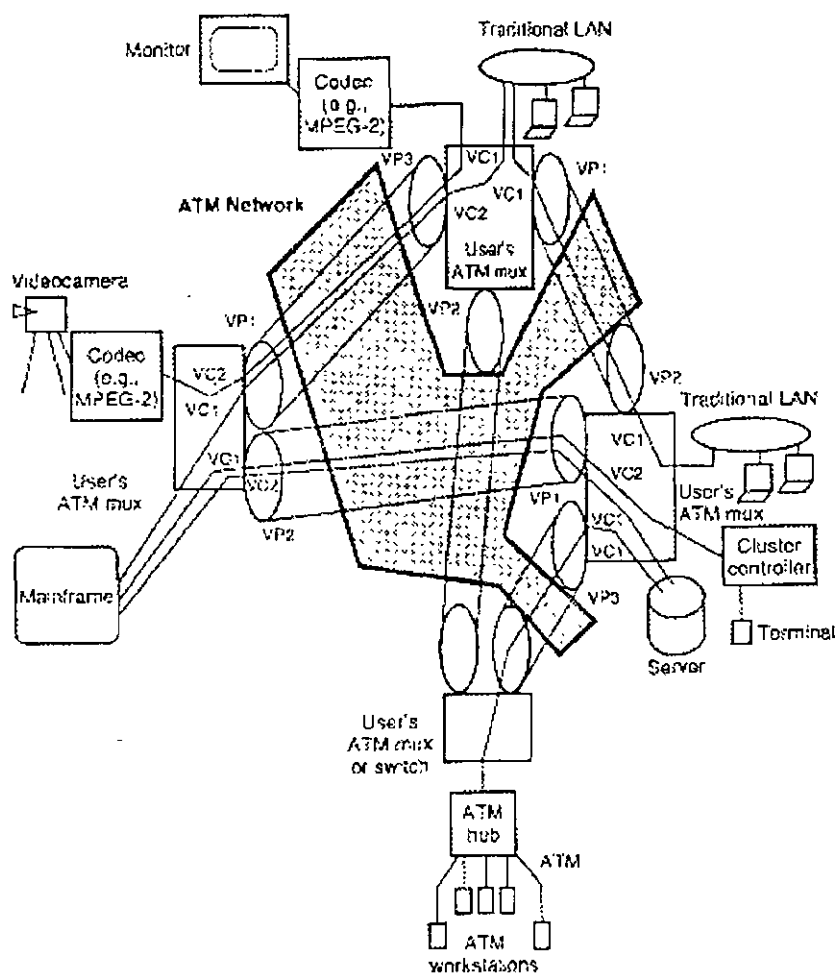 Traditional LAN
Monitor
Codec
(e.g.,
MPEG-2)
VP3
VC1
VP1
VC1
ATM Network
VC2
User's
ATM mux
Videocamera
VP1
VP2
Codec
(e.g.,
MPEG-2)
VC2
VC1
VP2
Traditional LAN
VC1
VC1
VC2
VC2
User's
ATM mux
User's
ATM mux
VP1
VP2
VC1
VC1
Cluster
controller
Mainframe
VP3
Terminal
Server
User's
ATM mux
or switch
ATM
hub
ATM
ATM
workstations